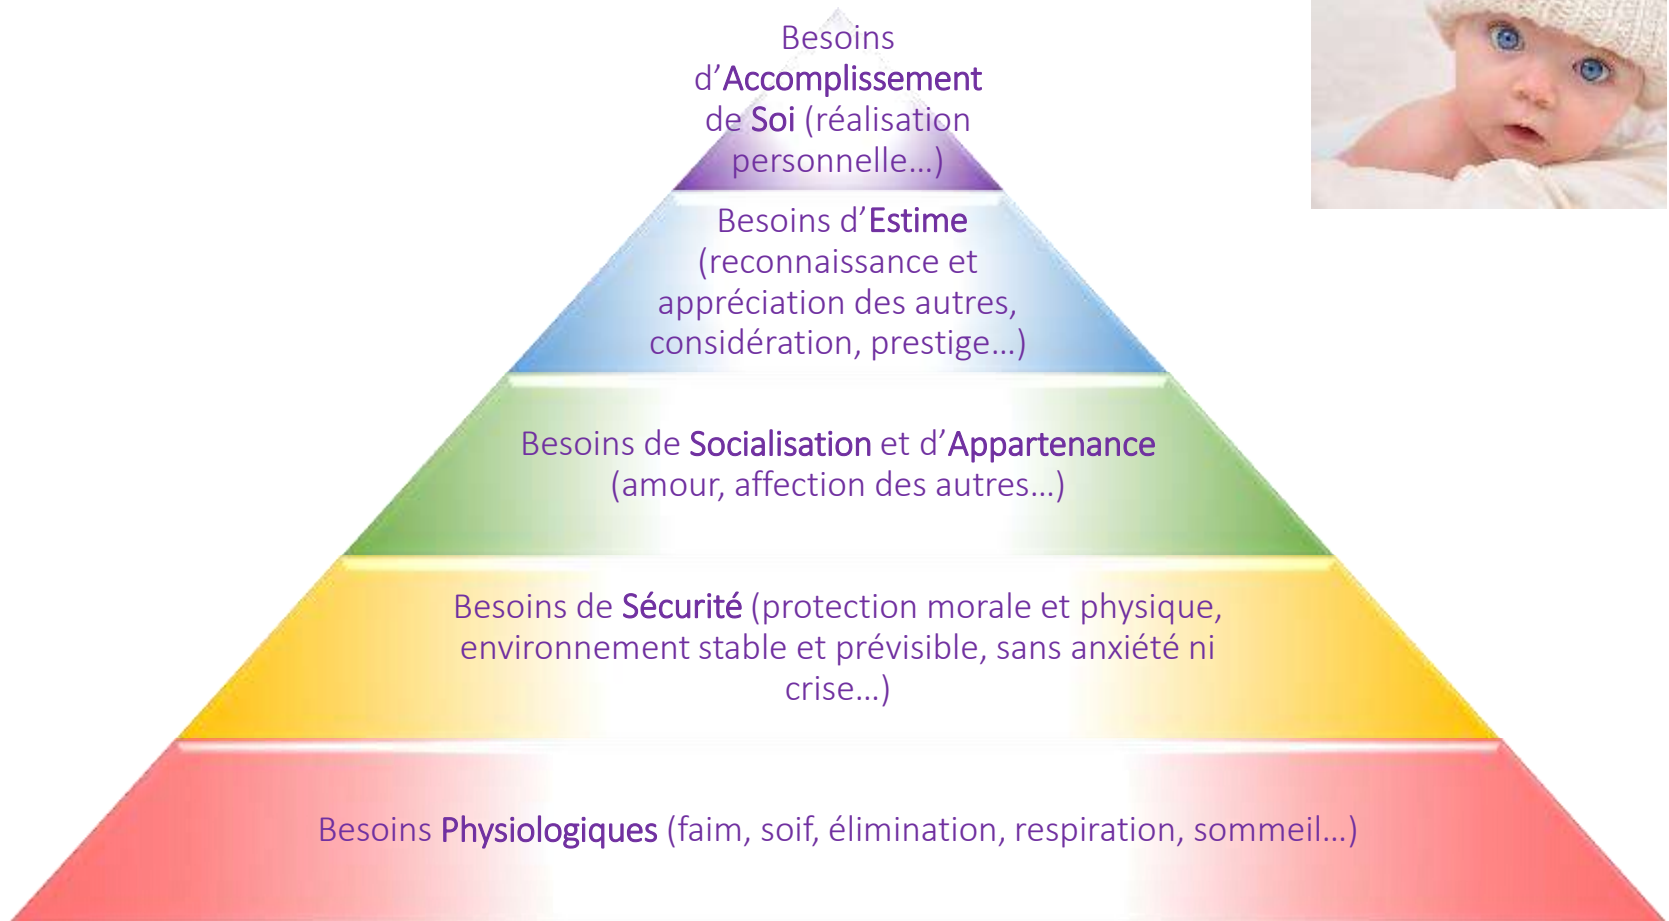 Besoins
d’Accomplissement
de Soi (réalisation
personnelle…)
Besoins d’Estime
(reconnaissance et
appréciation des autres,
considération, prestige…)
Besoins de Socialisation et d’Appartenance
(amour, affection des autres…)
Besoins de Sécurité (protection morale et physique,
environnement stable et prévisible, sans anxiété ni
crise…)
Besoins Physiologiques (faim, soif, élimination, respiration, sommeil…)